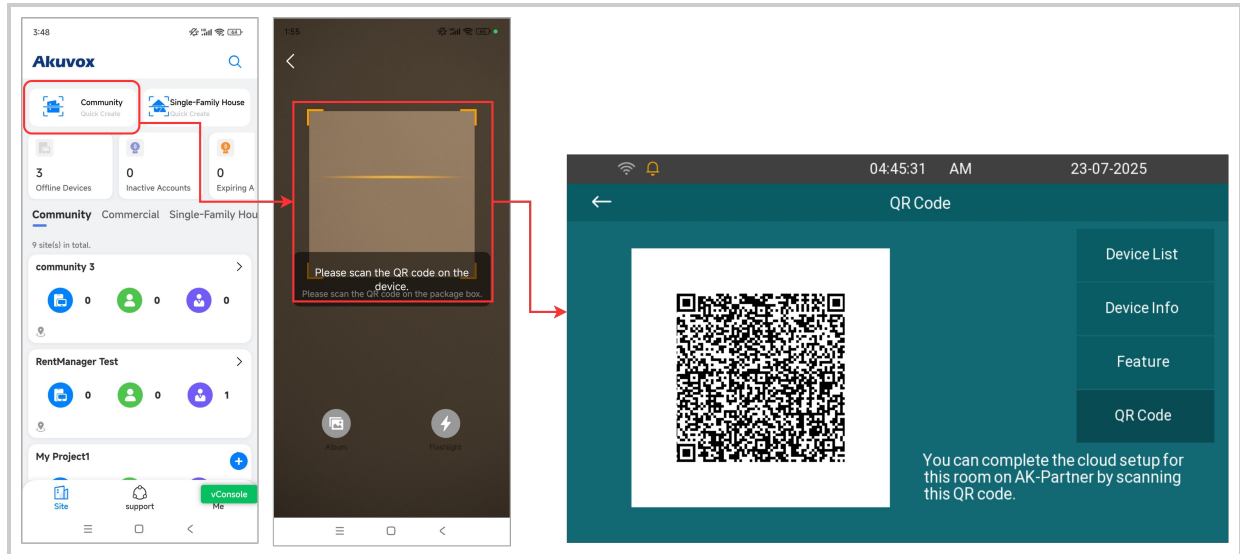 3:48
Akuvox
Community
Quick Create
Single-Family House
Quick Create
3
Offline Devices
0
Inactive Accounts
0
Expiring A
Community Commercial Single-Family Hou
9 site(s) in total.
community 3
0 0 0
RentManager Test
0 0 1
My Project1
Site
support
vConsole
Me
1:55
Please scan the QR code on the
device.
Please scan the QR code on the package box.
Album
Flashlight
04:45:31 AM 23-07-2025
QR Code
Device List
Device Info
Feature
QR Code
You can complete the cloud setup for
this room on AK-Partner by scanning
this QR code.